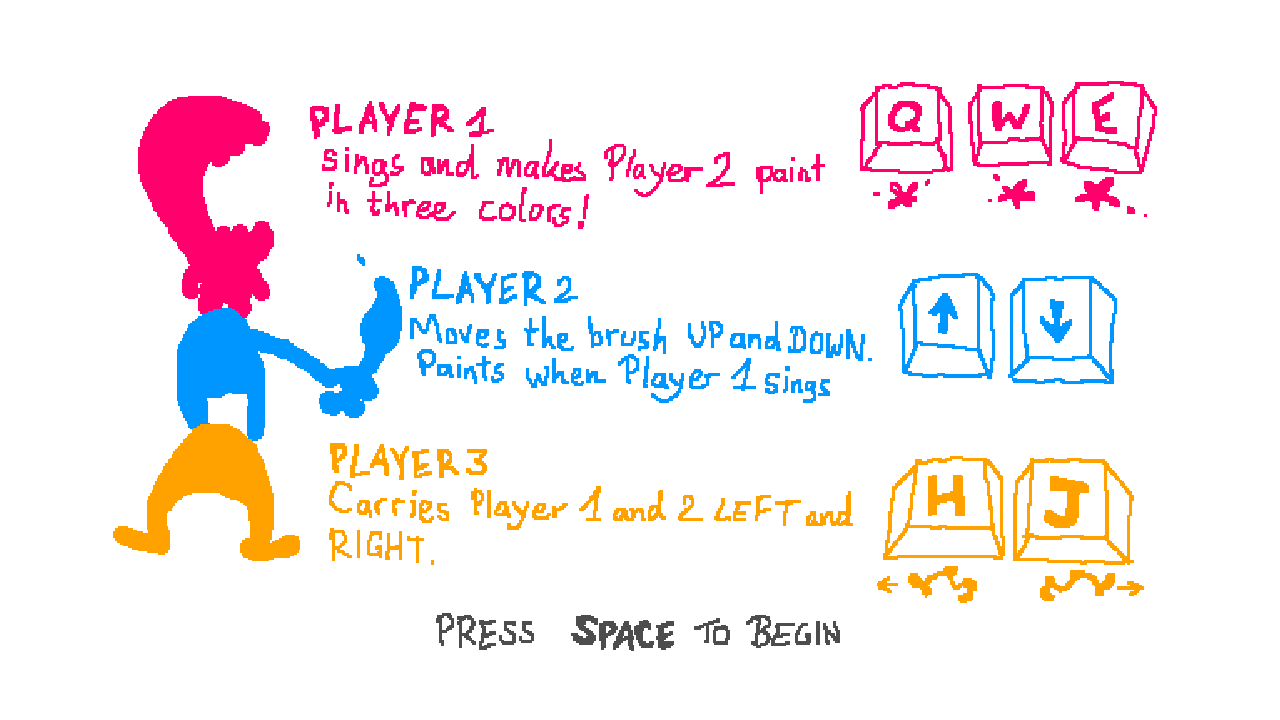 PLAYER 1
sings and makes Player 2 paint
in three colors!
Q W E
PLAYER 2
Moves the brush UP and DOWN.
Paints when Player 1 sings
↑ ↓
PLAYER 3
Carries Player 1 and 2 LEFT and
RIGHT.
H J
← →
PRESS SPACE TO BEGIN